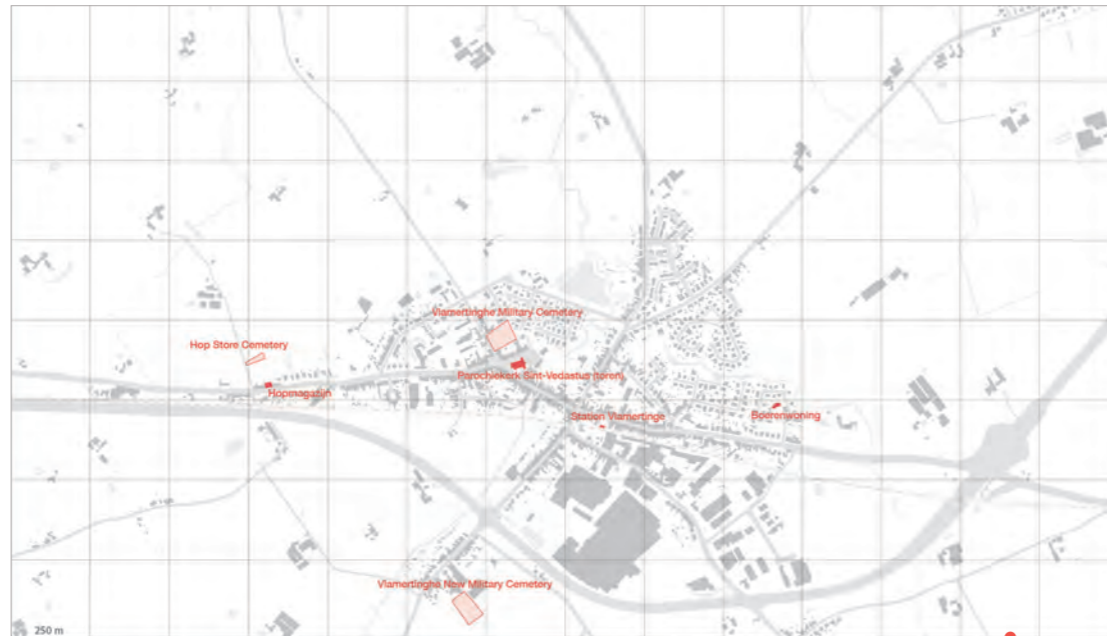 Vlamertinghe Military Cemetery
Hop Store Cemetery
Parochiekerk Sint-Vedastus (toren)
Hopmagazijn
Station Vlamertinge
Boerenwoning
Vlamertinghe New Military Cemetery
250 m